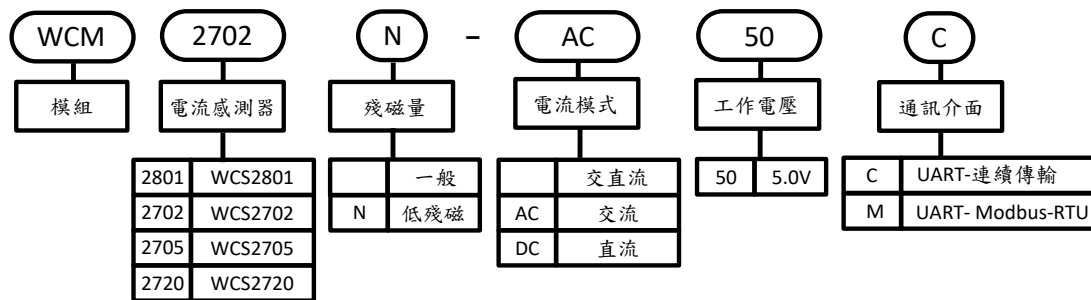 WCM 2702 N - AC 50 C
模組 電流感測器 殘磁量 電流模式 工作電壓 通訊介面
2801 WCS2801 一般 交直流 50 5.0V C UART-連續傳輸
2702 WCS2702 N 低殘磁 AC 交流 M UART- Modbus-RTU
2705 WCS2705 DC 直流
2720 WCS2720